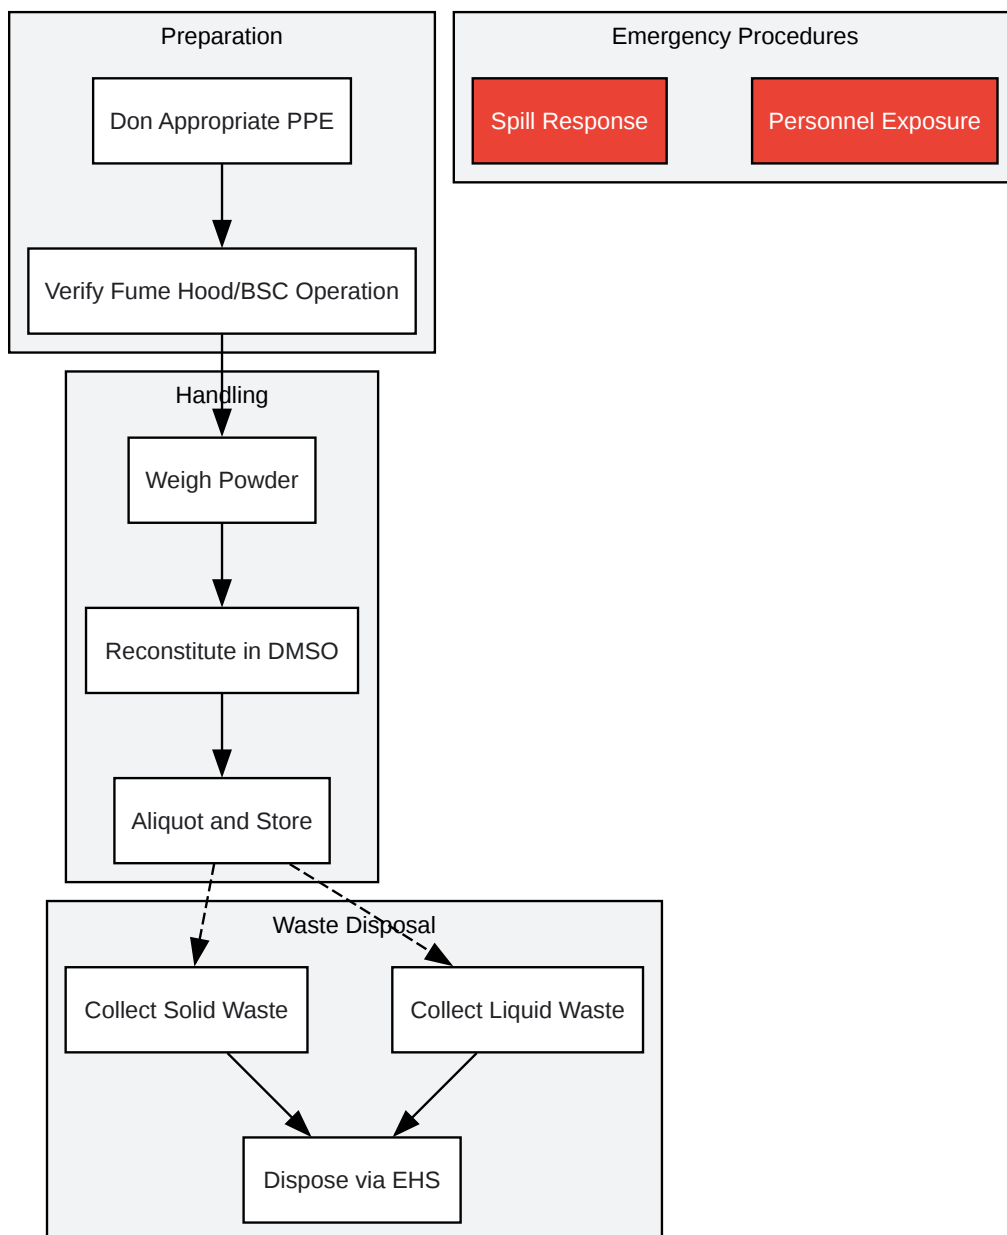 Preparation
Don Appropriate PPE
Verify Fume Hood/BSC Operation
Handling
Weigh Powder
Reconstitute in DMSO
Aliquot and Store
Waste Disposal
Collect Solid Waste
Collect Liquid Waste
Dispose via EHS
Emergency Procedures
Spill Response
Personnel Exposure